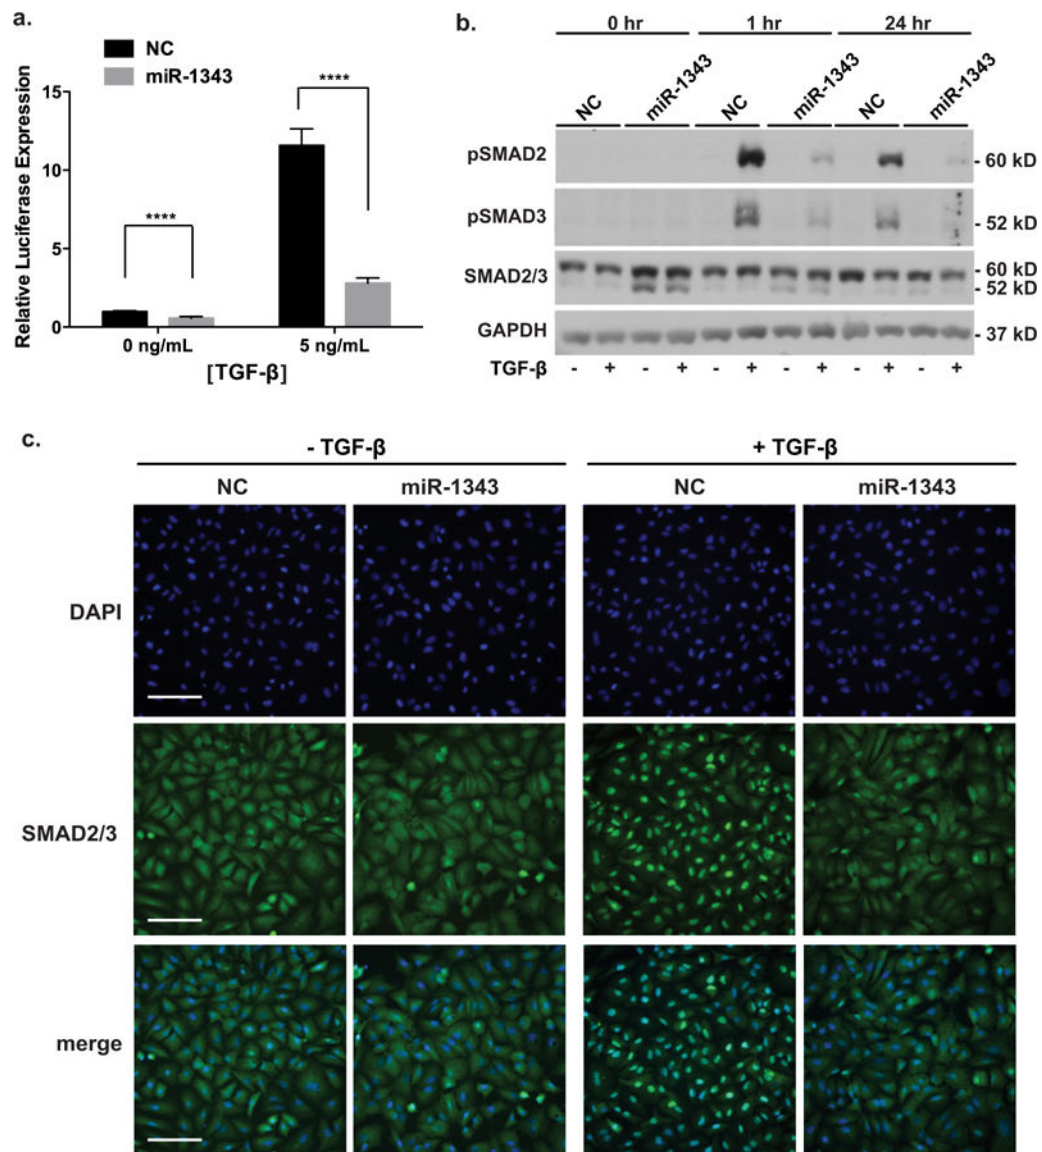 a.
NC
miR-1343
Relative Luciferase Expression
15
10
5
0
****
****
0 ng/mL 5 ng/mL
[TGF-β]
b.
0 hr 1 hr 24 hr
NC miR-1343 NC miR-1343 NC miR-1343
pSMAD2 - 60 kD
pSMAD3 - 52 kD
SMAD2/3 - 60 kD
- 52 kD
GAPDH - 37 kD
TGF-β - + - + - + - + - + - +
c.
- TGF-β + TGF-β
NC miR-1343 NC miR-1343
DAPI
SMAD2/3
merge